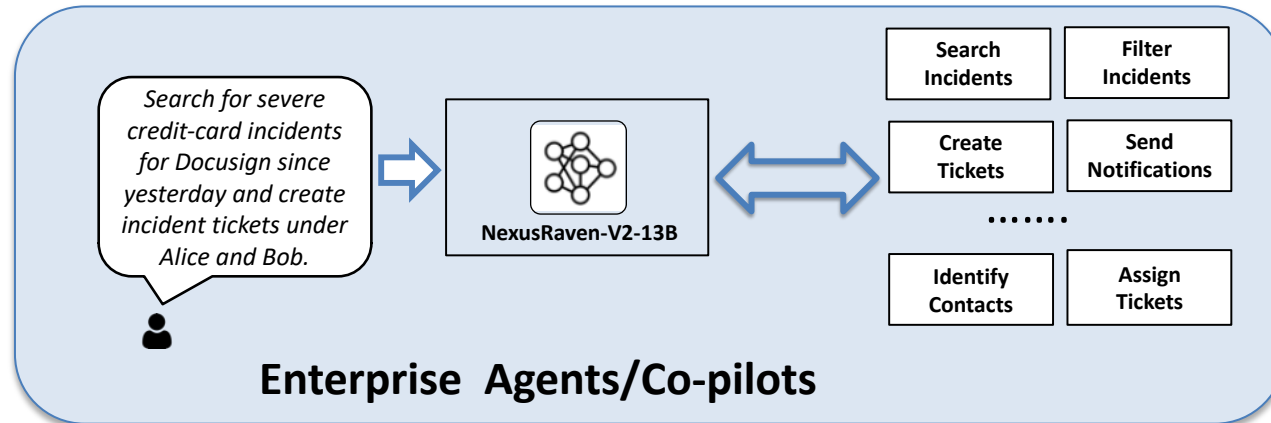 Search for severe
credit-card incidents
for Docusign since
yesterday and create
incident tickets under
Alice and Bob.
NexusRaven-V2-13B
Search
Incidents
Filter
Incidents
Create
Tickets
Send
Notifications
.......
Identify
Contacts
Assign
Tickets
Enterprise Agents/Co-pilots